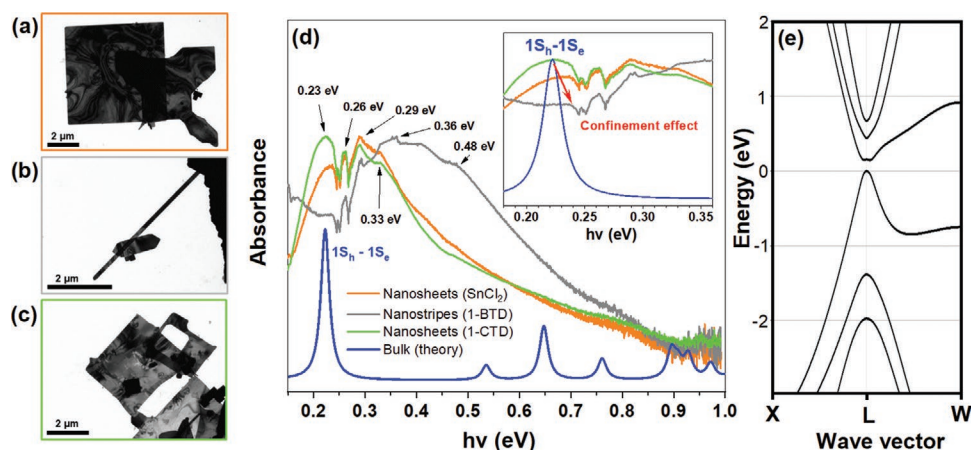 (a)
2 μm
(b)
2 μm
(c)
2 μm
(d)
Absorbance
0.23 eV
0.26 eV
0.29 eV
0.36 eV
0.48 eV
0.33 eV
1Sh - 1Se
Nanosheets (SnCl2)
Nanostripes (1-BTD)
Nanosheets (1-CTD)
Bulk (theory)
0.2 0.3 0.4 0.5 0.6 0.7 0.8 0.9 1.0
hν (eV)
1Sh-1Se
Confinement effect
0.20 0.25 0.30 0.35
hν (eV)
(e)
Energy (eV)
2
1
0
-1
-2
X L W
Wave vector